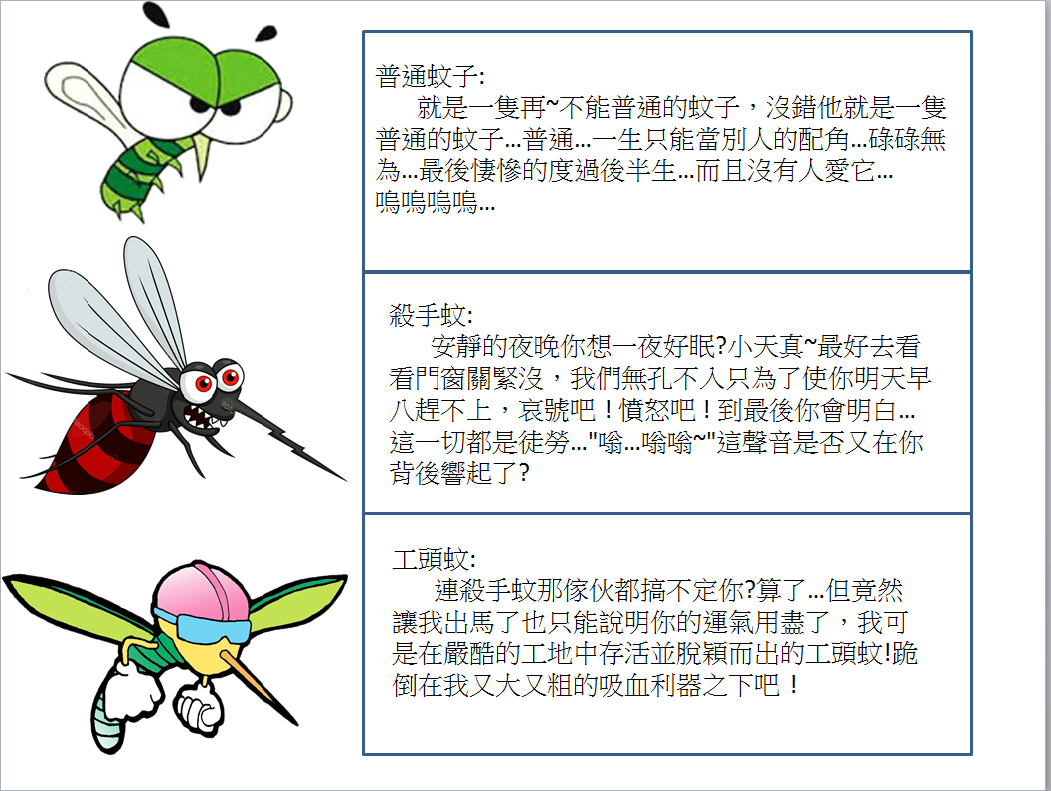 普通蚊子:
就是一隻再~不能普通的蚊子，沒錯他就是一隻
普通的蚊子...普通...一生只能當別人的配角...碌碌無
為...最後悽慘的度過後半生...而且沒有人愛它...
嗚嗚嗚嗚...
殺手蚊:
安靜的夜晚你想一夜好眠?小天真~最好去看
看門窗關緊沒，我們無孔不入只為了使你明天早
八趕不上，哀號吧！憤怒吧！到最後你會明白...
這一切都是徒勞..."嗡...嗡嗡~"這聲音是否又在你
背後響起了?
工頭蚊:
連殺手蚊那傢伙都搞不定你?算了...但竟然
讓我出馬了也只能說明你的運氣用盡了，我可
是在嚴酷的工地中存活並脫穎而出的工頭蚊!跪
倒在我又大又粗的吸血利器之下吧！